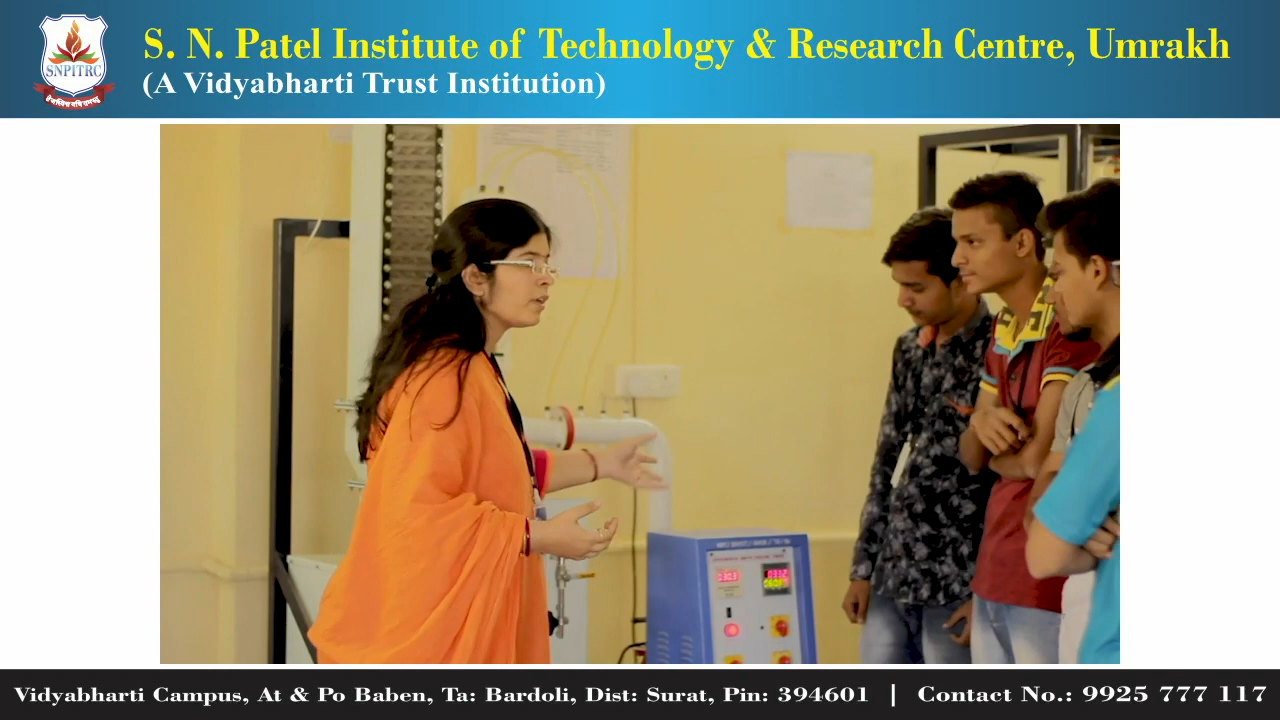 S. N. Patel Institute of Technology & Research Centre, Umrakh
(A Vidyabharti Trust Institution)
SNPITRC
Vidyabharti Campus, At & Po Baben, Ta: Bardoli, Dist: Surat, Pin: 394601 | Contact No.: 9925 777 117